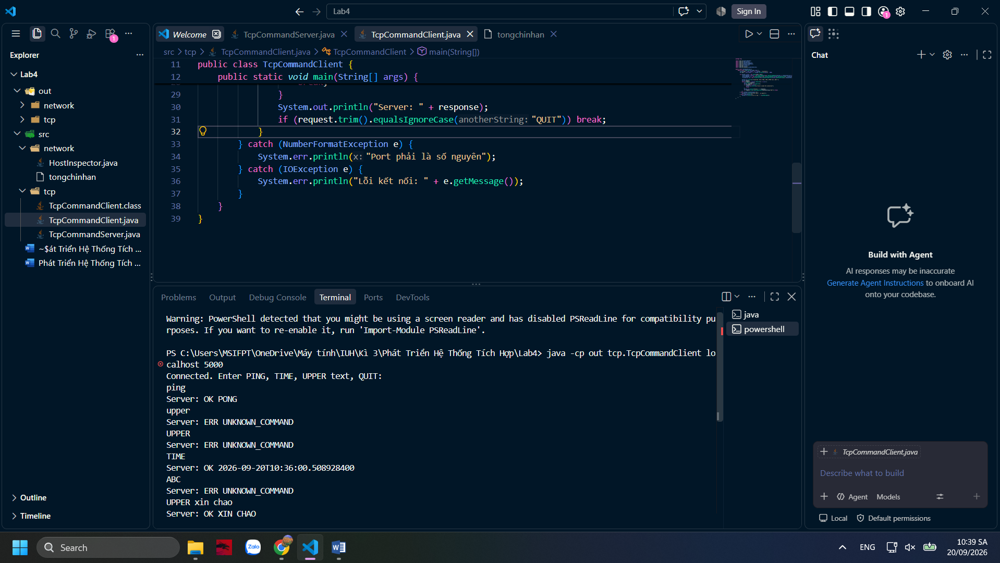 Lab4
Sign In
1
Welcome
TcpCommandServer.java
TcpCommandClient.java
tongchinhan
1
Explorer
src > tcp > TcpCommandClient.java > TcpCommandClient > main(String[])
Chat
11 public class TcpCommandClient {
12 public static void main(String[] args) {
29 }
30 System.out.println("Server: " + response);
31 if (request.trim().equalsIgnoreCase(anotherString: "QUIT")) break;
32 }
33 } catch (NumberFormatException e) {
34 System.err.println(x: "Port phải là số nguyên");
35 } catch (IOException e) {
36 System.err.println("Lỗi kết nối: " + e.getMessage());
37 }
38 }
39 }
Lab4
out
network
tcp
src
network
HostInspector.java
tongchinhan
tcp
TcpCommandClient.class
TcpCommandClient.java
TcpCommandServer.java
~$át Triển Hệ Thống Tích ...
Phát Triển Hệ Thống Tích ...
Outline
Timeline
Problems
Output
Debug Console
Terminal
Ports
DevTools
java
powershell
Warning: PowerShell detected that you might be using a screen reader and has disabled PSReadLine for compatibility pu
rposes. If you want to re-enable it, run 'Import-Module PSReadLine'.
PS C:\Users\MSIFPT\OneDrive\Máy tính\IUH\Kì 3\Phát Triển Hệ Thống Tích Hợp\Lab4> java -cp out tcp.TcpCommandClient lo
calhost 5000
Connected. Enter PING, TIME, UPPER text, QUIT:
ping
Server: OK PONG
upper
Server: ERR UNKNOWN_COMMAND
UPPER
Server: ERR UNKNOWN_COMMAND
TIME
Server: OK 2026-09-20T10:36:00.508928400
ABC
Server: ERR UNKNOWN_COMMAND
UPPER xin chao
Server: OK XIN CHAO
Build with Agent
AI responses may be inaccurate
Generate Agent Instructions to onboard AI
onto your codebase.
TcpCommandClient.java
Describe what to build
Agent
Models
Local
Default permissions
Search
Zalo
ENG
10:39 SA
20/09/2026